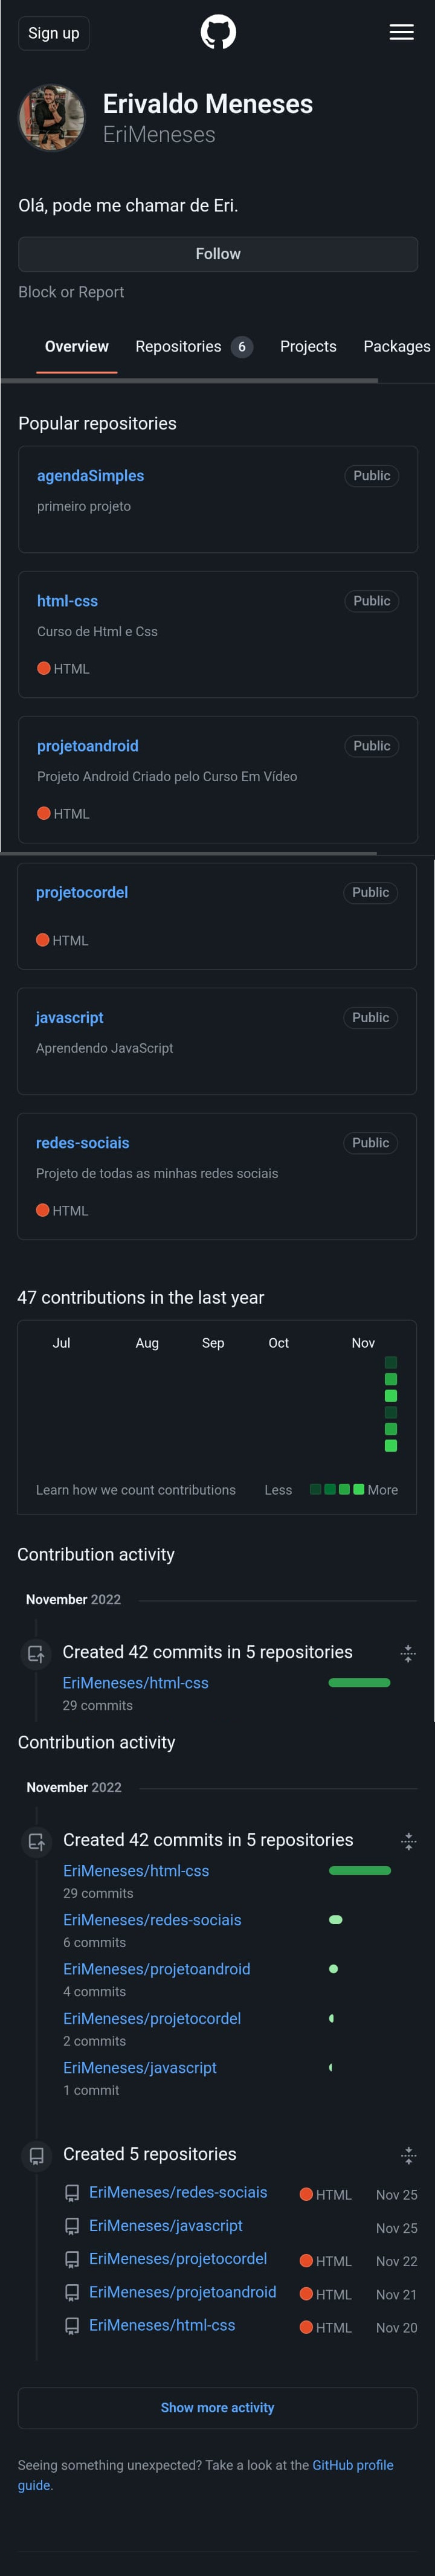 Sign up
Erivaldo Meneses
EriMeneses
Olá, pode me chamar de Eri.
Follow
Block or Report
Overview Repositories 6 Projects Packages
Popular repositories
agendaSimples Public
primeiro projeto
html-css Public
Curso de Html e Css
HTML
projetoandroid Public
Projeto Android Criado pelo Curso Em Vídeo
HTML
projetocordel Public
HTML
javascript Public
Aprendendo JavaScript
redes-sociais Public
Projeto de todas as minhas redes sociais
HTML
47 contributions in the last year
Jul Aug Sep Oct Nov
Learn how we count contributions Less More
Contribution activity
November 2022
Created 42 commits in 5 repositories
EriMeneses/html-css
29 commits
Contribution activity
November 2022
Created 42 commits in 5 repositories
EriMeneses/html-css
29 commits
EriMeneses/redes-sociais
6 commits
EriMeneses/projetoandroid
4 commits
EriMeneses/projetocordel
2 commits
EriMeneses/javascript
1 commit
Created 5 repositories
EriMeneses/redes-sociais HTML Nov 25
EriMeneses/javascript Nov 25
EriMeneses/projetocordel HTML Nov 22
EriMeneses/projetoandroid HTML Nov 21
EriMeneses/html-css HTML Nov 20
Show more activity
Seeing something unexpected? Take a look at the GitHub profile
guide.